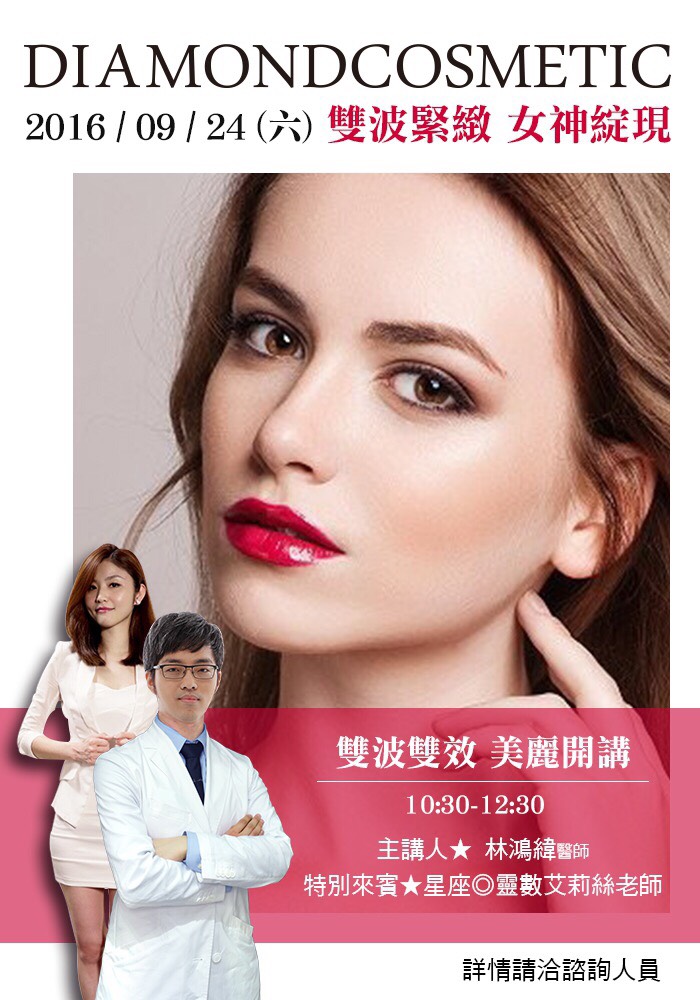 DIAMONDCOSMETIC
2016 / 09 / 24 (六) 雙波緊緻 女神綻現
雙波雙效 美麗開講
10:30-12:30
主講人★ 林鴻緯醫師
特別來賓★星座◎靈數艾莉絲老師
詳情請洽諮詢人員